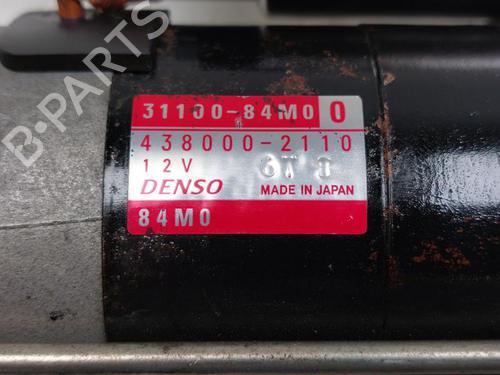 31100-84M0 0
438000-2110
12V
DENSO MADE IN JAPAN
84M0
B-PARTS